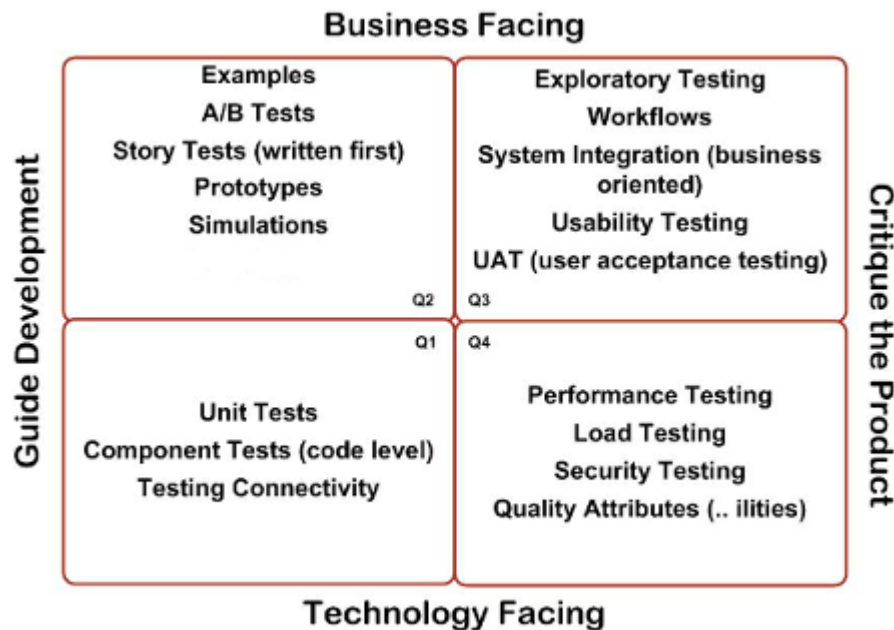 Business Facing
Guide Development
Examples
A/B Tests
Story Tests (written first)
Prototypes
Simulations
Q2
Exploratory Testing
Workflows
System Integration (business
oriented)
Usability Testing
UAT (user acceptance testing)
Q3
Critique the Product
Q1
Unit Tests
Component Tests (code level)
Testing Connectivity
Q4
Performance Testing
Load Testing
Security Testing
Quality Attributes (.. ilities)
Technology Facing